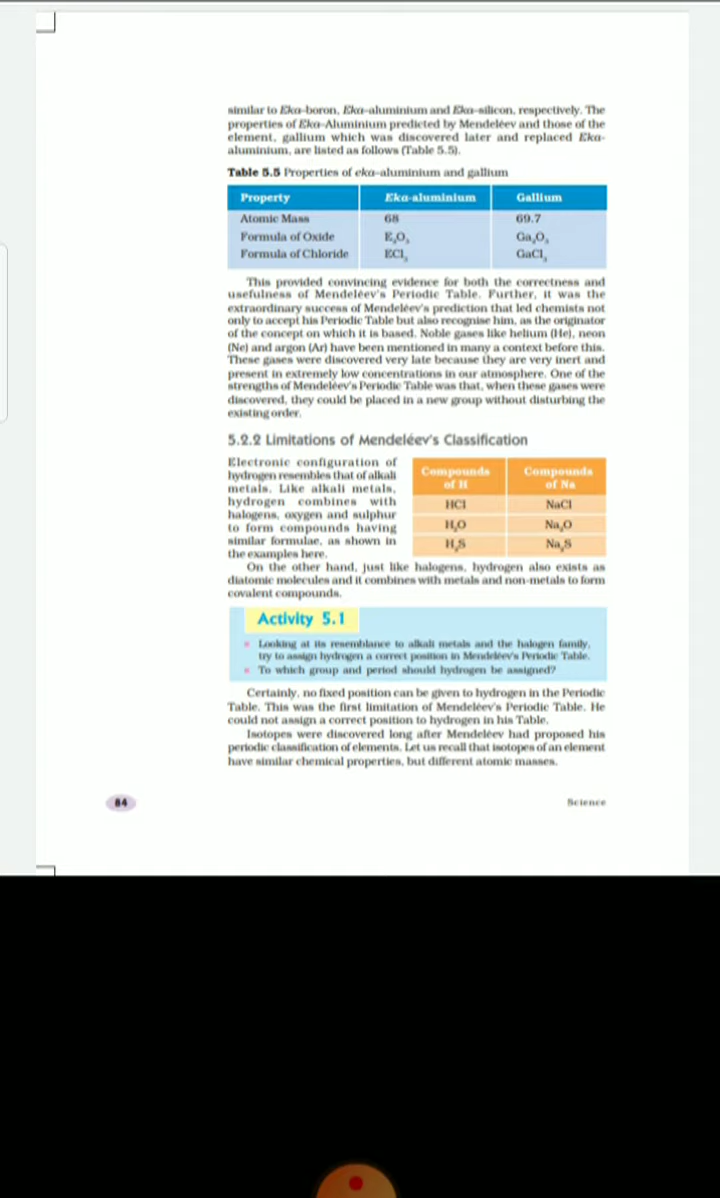 similar to Eka–boron, Eka–aluminium and Eka–silicon, respectively. The
properties of Eka–Aluminium predicted by Mendeléev and those of the
element, gallium which was discovered later and replaced Eka-
aluminium, are listed as follows (Table 5.5).
Table 5.5 Properties of eka–aluminium and gallium
Property Eka-aluminium Gallium
Atomic Mass 68 69.7
Formula of Oxide E₂O₃ Ga₂O₃
Formula of Chloride ECl₃ GaCl₃
This provided convincing evidence for both the correctness and
usefulness of Mendeléev's Periodic Table. Further, it was the
extraordinary success of Mendeléev's prediction that led chemists not
only to accept his Periodic Table but also recognise him, as the originator
of the concept on which it is based. Noble gases like helium (He), neon
(Ne) and argon (Ar) have been mentioned in many a context before this.
These gases were discovered very late because they are very inert and
present in extremely low concentrations in our atmosphere. One of the
strengths of Mendeléev's Periodic Table was that, when these gases were
discovered, they could be placed in a new group without disturbing the
existing order.
5.2.2 Limitations of Mendeléev's Classification
Electronic configuration of
hydrogen resembles that of alkali
metals. Like alkali metals,
hydrogen combines with
halogens, oxygen and sulphur
to form compounds having
similar formulae, as shown in
the examples here.
Compounds of H Compounds of Na
HCl NaCl
H₂O Na₂O
H₂S Na₂S
On the other hand, just like halogens, hydrogen also exists as
diatomic molecules and it combines with metals and non-metals to form
covalent compounds.
Activity 5.1
Looking at its resemblance to alkali metals and the halogen family,
try to assign hydrogen a correct position in Mendeléev's Periodic Table.
To which group and period should hydrogen be assigned?
Certainly, no fixed position can be given to hydrogen in the Periodic
Table. This was the first limitation of Mendeléev's Periodic Table. He
could not assign a correct position to hydrogen in his Table.
Isotopes were discovered long after Mendeléev had proposed his
periodic classification of elements. Let us recall that isotopes of an element
have similar chemical properties, but different atomic masses.
84
Science